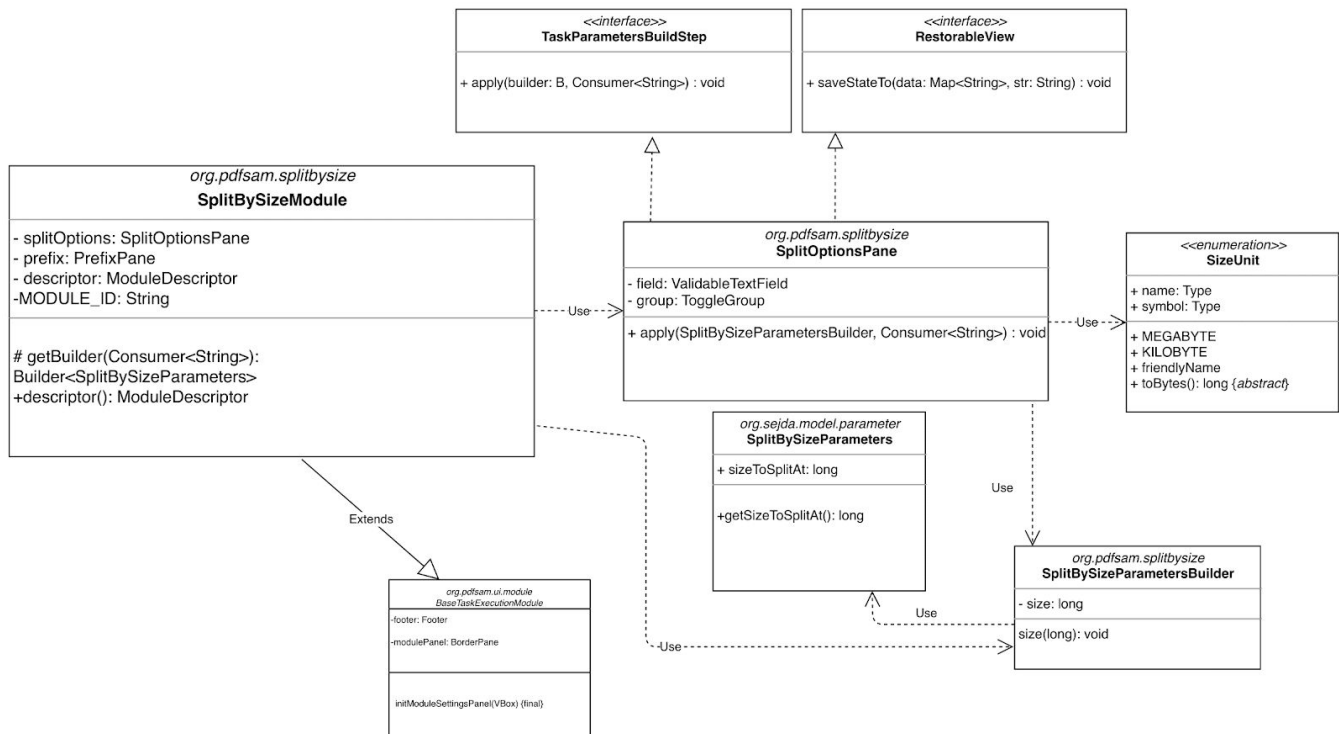 <<interface>>
TaskParametersBuildStep
+ apply(builder: B, Consumer<String>) : void
<<interface>>
RestorableView
+ saveStateTo(data: Map<String>, str: String) : void
org.pdfsam.splitbysize
SplitBySizeModule
- splitOptions: SplitOptionsPane
- prefix: PrefixPane
- descriptor: ModuleDescriptor
-MODULE_ID: String
# getBuilder(Consumer<String>):
Builder<SplitBySizeParameters>
+descriptor(): ModuleDescriptor
Use
org.pdfsam.splitbysize
SplitOptionsPane
- field: ValidableTextField
- group: ToggleGroup
+ apply(SplitBySizeParametersBuilder, Consumer<String>) : void
Use
<<enumeration>>
SizeUnit
+ name: Type
+ symbol: Type
+ MEGABYTE
+ KILOBYTE
+ friendlyName
+ toBytes(): long {abstract}
org.sejda.model.parameter
SplitBySizeParameters
+ sizeToSplitAt: long
+getSizeToSplitAt(): long
Use
Extends
org.pdfsam.splitbysize
SplitBySizeParametersBuilder
- size: long
size(long): void
Use
Use
org.pdfsam.ui.module
BaseTaskExecutionModule
-footer: Footer
-modulePanel: BorderPane
initModuleSettingsPanel(VBox) {final}